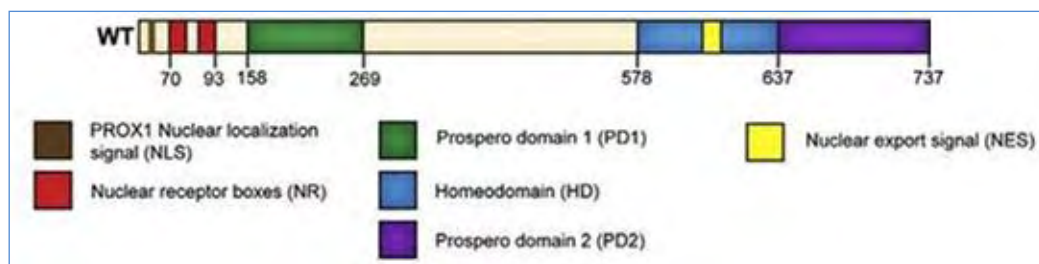 WT
70 93 158 269 578 637 737
PROX1 Nuclear localization
signal (NLS)
Nuclear receptor boxes (NR)
Prospero domain 1 (PD1)
Homeodomain (HD)
Prospero domain 2 (PD2)
Nuclear export signal (NES)